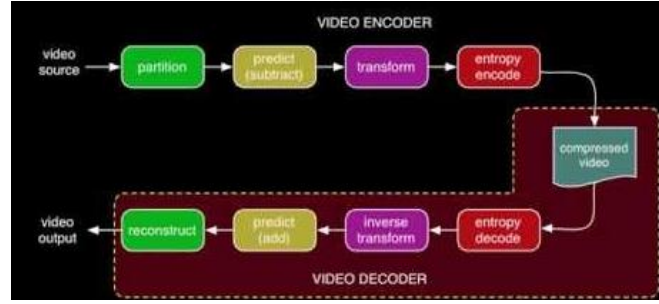 VIDEO ENCODER
video
source
partition
predict
(subtract)
transform
entropy
encode
compressed
video
video
output
reconstruct
predict
(add)
inverse
transform
entropy
decode
VIDEO DECODER